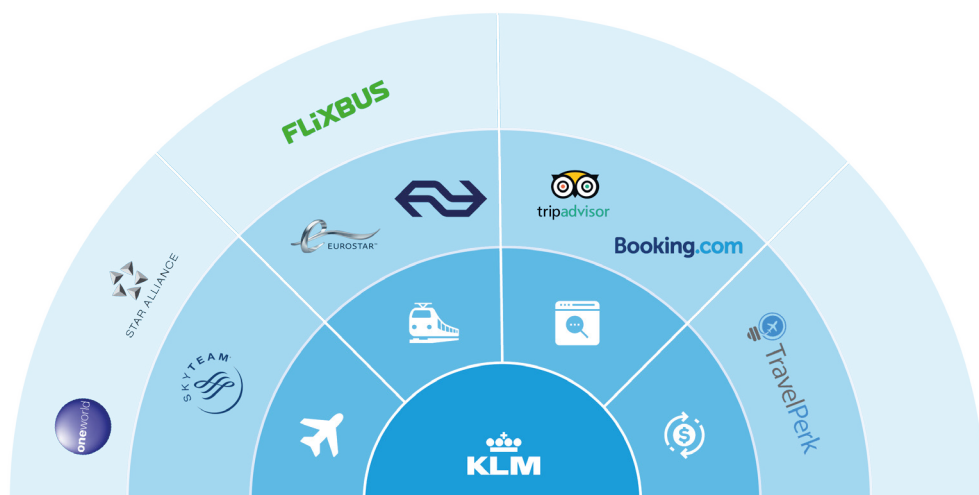 FLiXBUS
EUROSTAR
tripadvisor
Booking.com
STAR ALLIANCE
SKYTEAM
oneworld
TravelPerk
$
KLM